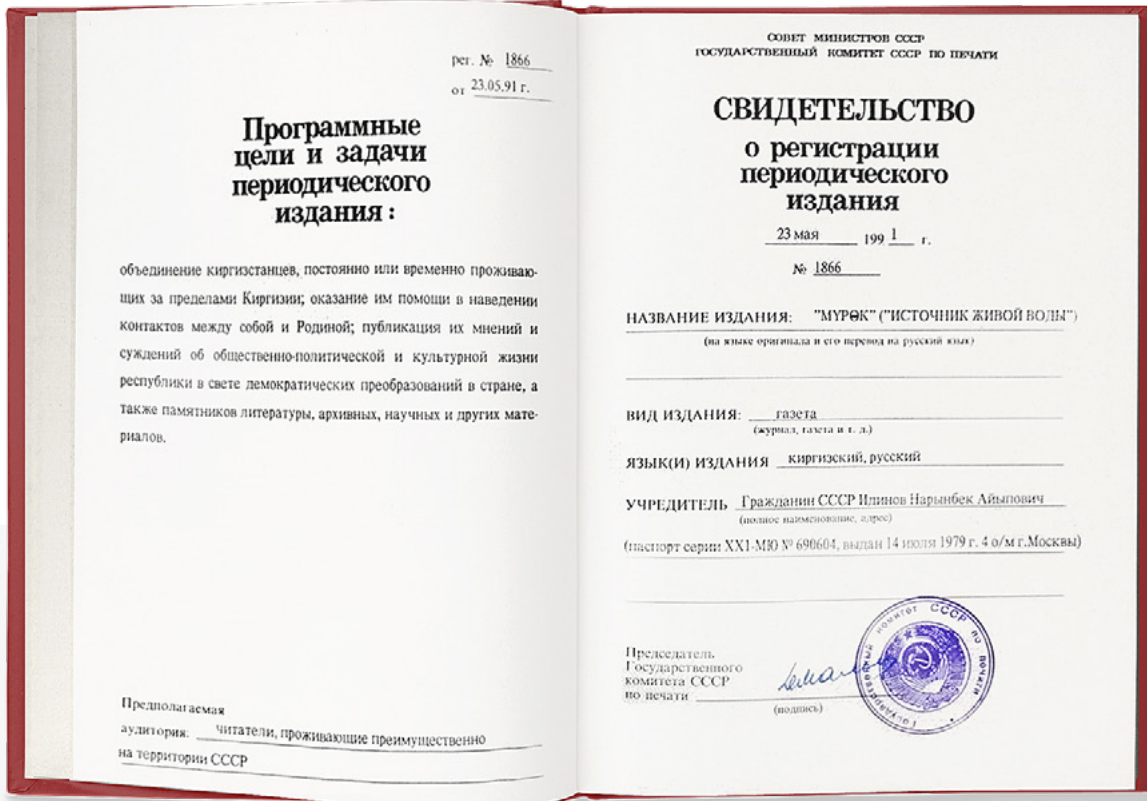 рег. № 1866
от 23.05.91 г.
Программные
цели и задачи
периодического
издания :
объединение киргизстанцев, постоянно или временно проживаю-
щих за пределами Киргизии; оказание им помощи в наведении
контактов между собой и Родиной; публикация их мнений и
суждений об общественно-политической и культурной жизни
республики в свете демократических преобразований в стране, а
также памятников литературы, архивных, научных и других мате-
риалов.
Предполагаемая
аудитория: читатели, проживающие преимущественно
на территории СССР
СОВЕТ МИНИСТРОВ СССР
ГОСУДАРСТВЕННЫЙ КОМИТЕТ СССР ПО ПЕЧАТИ
СВИДЕТЕЛЬСТВО
о регистрации
периодического
издания
23 мая 1991 г.
№ 1866
НАЗВАНИЕ ИЗДАНИЯ: "МҮРӨК" ("ИСТОЧНИК ЖИВОЙ ВОДЫ")
(на языке оригинала и его перевод на русский язык)
ВИД ИЗДАНИЯ: газета
(журнал, газета и т. д.)
ЯЗЫК(И) ИЗДАНИЯ киргизский, русский
УЧРЕДИТЕЛЬ Гражданин СССР Илинов Нарынбек Айыпович
(полное наименование, адрес)
(паспорт серии XX1-МЮ № 690604, выдан 14 июля 1979 г. 4 о/м г.Москвы)
Председатель
Государственного
комитета СССР
по печати
(подпись)
Государственный комитет СССР по печати